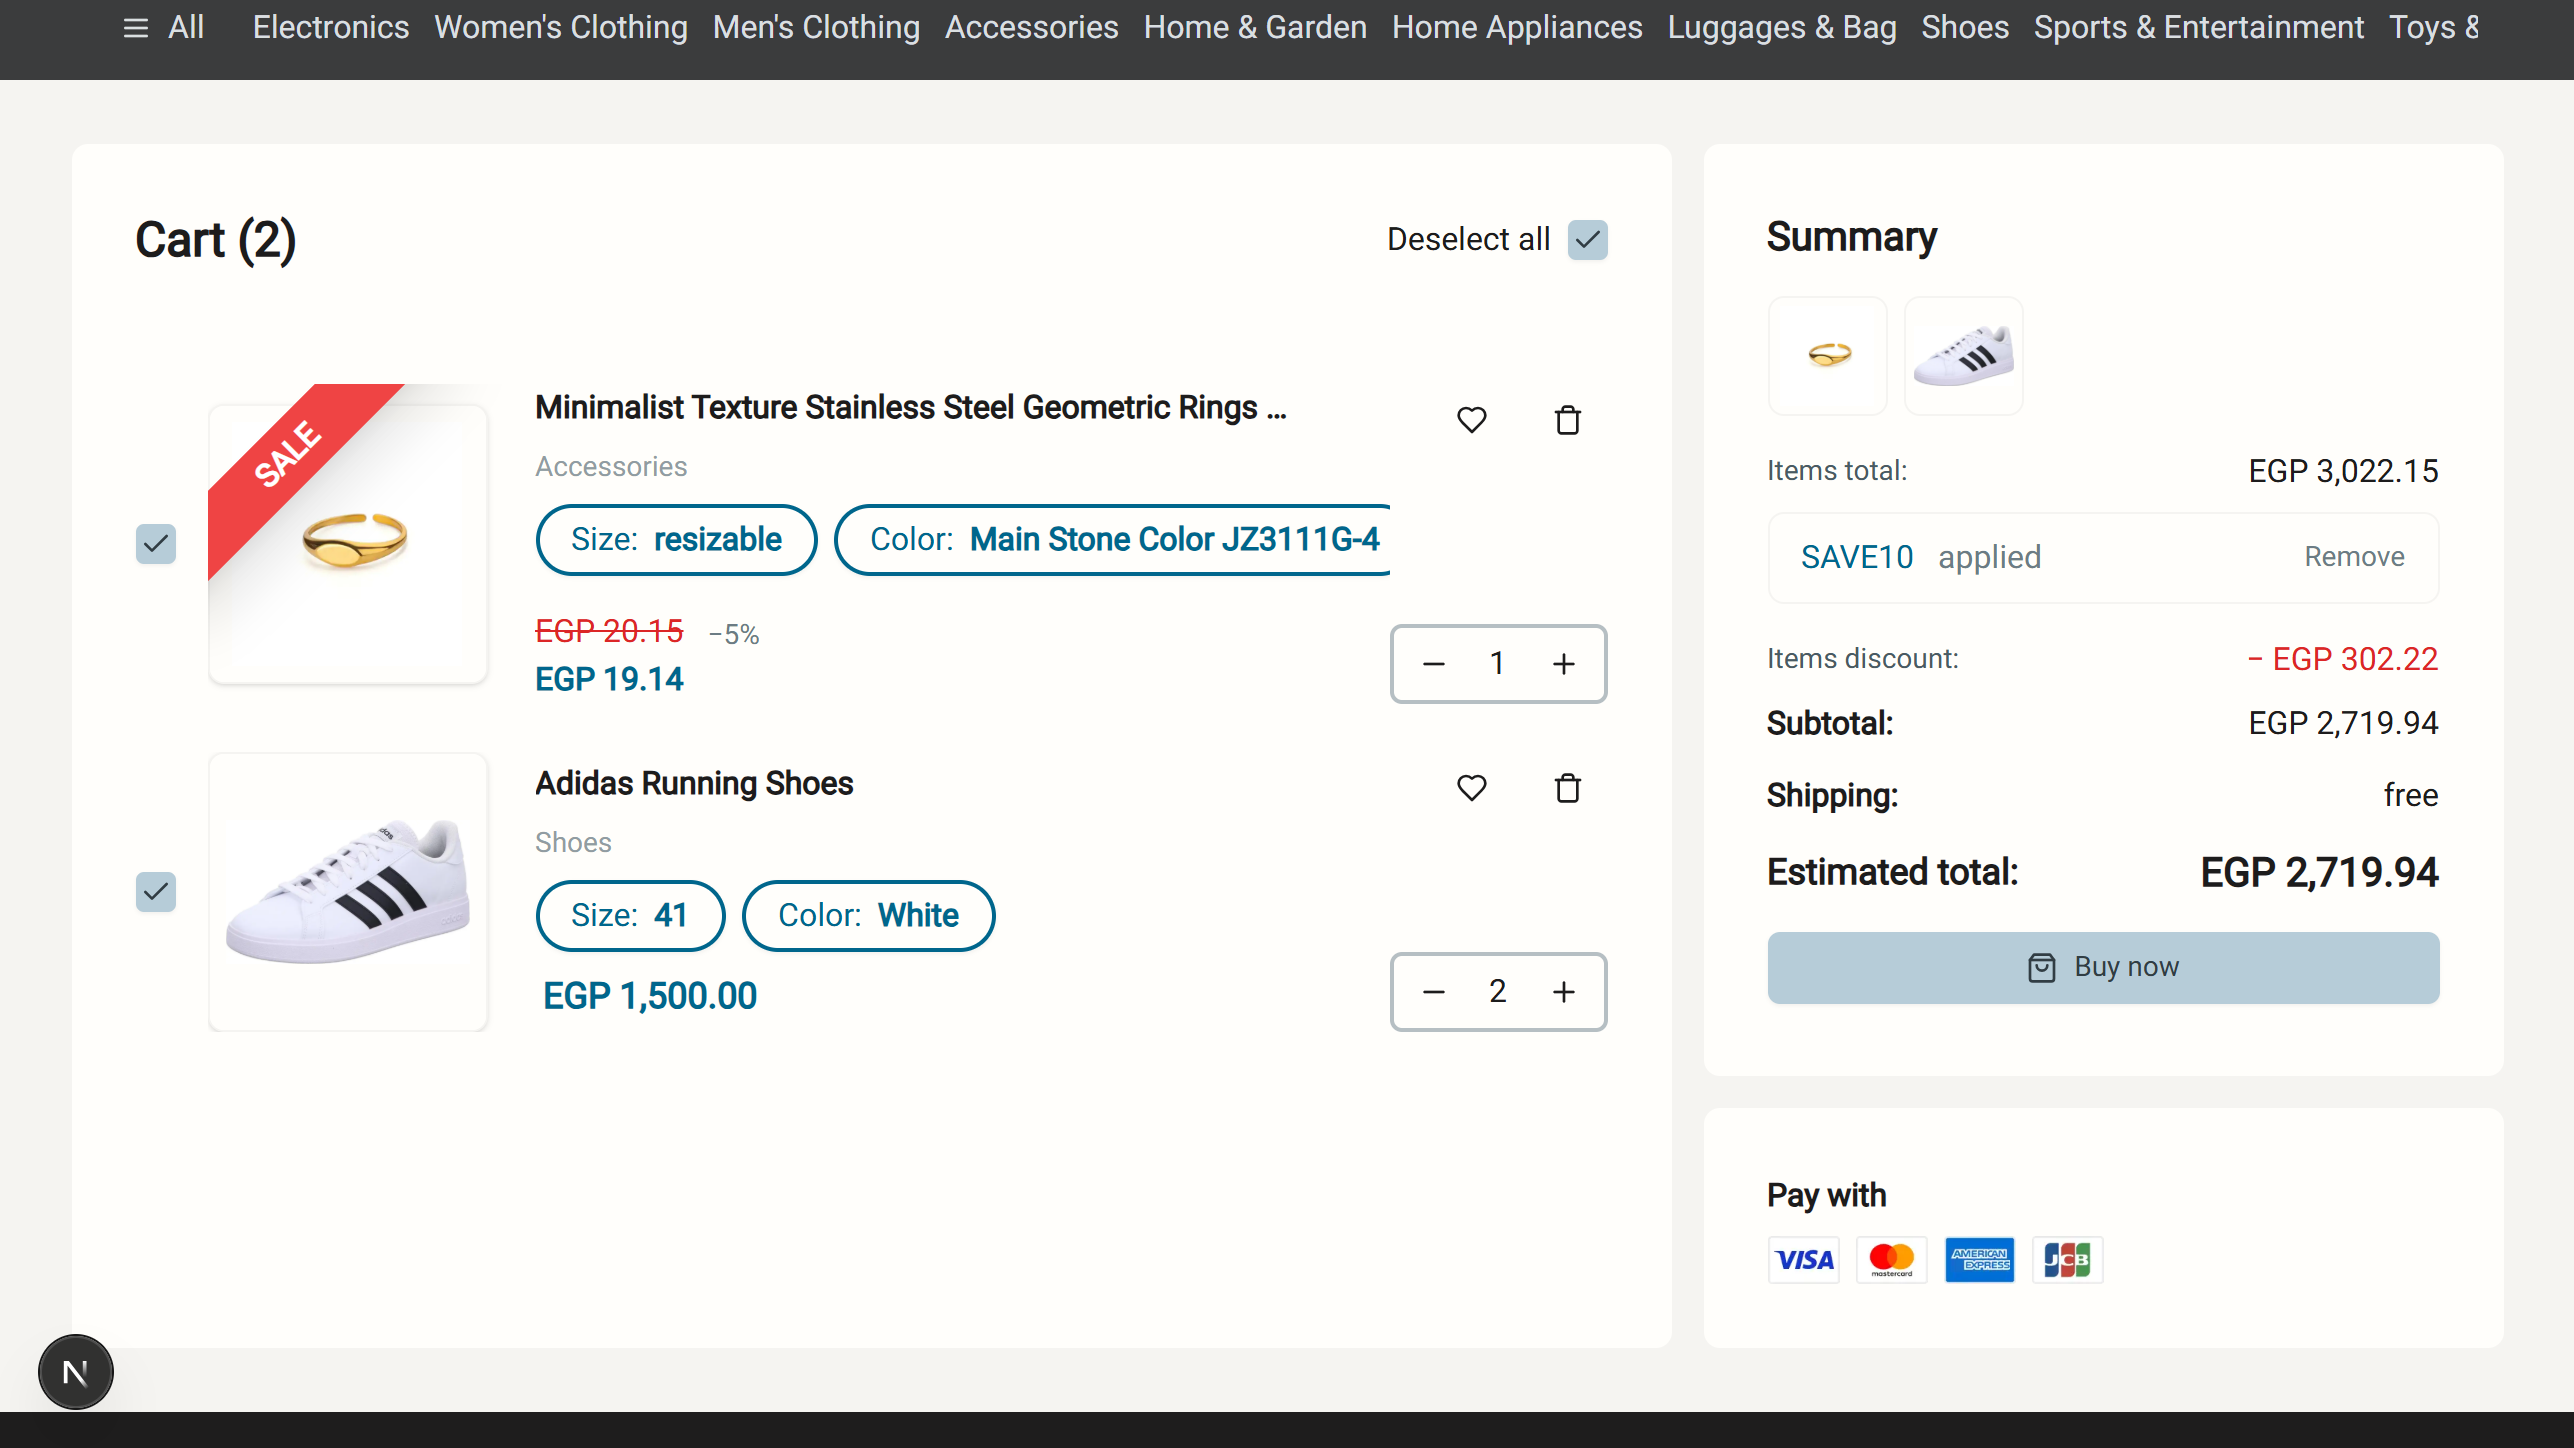 All Electronics Women's Clothing Men's Clothing Accessories Home & Garden Home Appliances Luggages & Bag Shoes Sports & Entertainment Toys &
Cart (2)
Deselect all
SALE
Minimalist Texture Stainless Steel Geometric Rings ...
Accessories
Size: resizable
Color: Main Stone Color JZ3111G-4
EGP 20.15 −5%
EGP 19.14
1
Adidas Running Shoes
Shoes
Size: 41
Color: White
EGP 1,500.00
2
Summary
Items total: EGP 3,022.15
SAVE10 applied Remove
Items discount: − EGP 302.22
Subtotal: EGP 2,719.94
Shipping: free
Estimated total: EGP 2,719.94
Buy now
Pay with
VISA
mastercard
AMERICAN EXPRESS
JCB
N